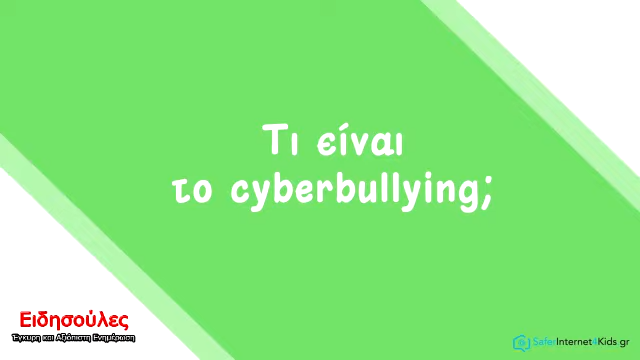 Τι είναι
το cyberbullying;
Ειδησούλες
Έγκυρη και Αξιόπιστη Ενημέρωση
SaferInternet4Kids.gr